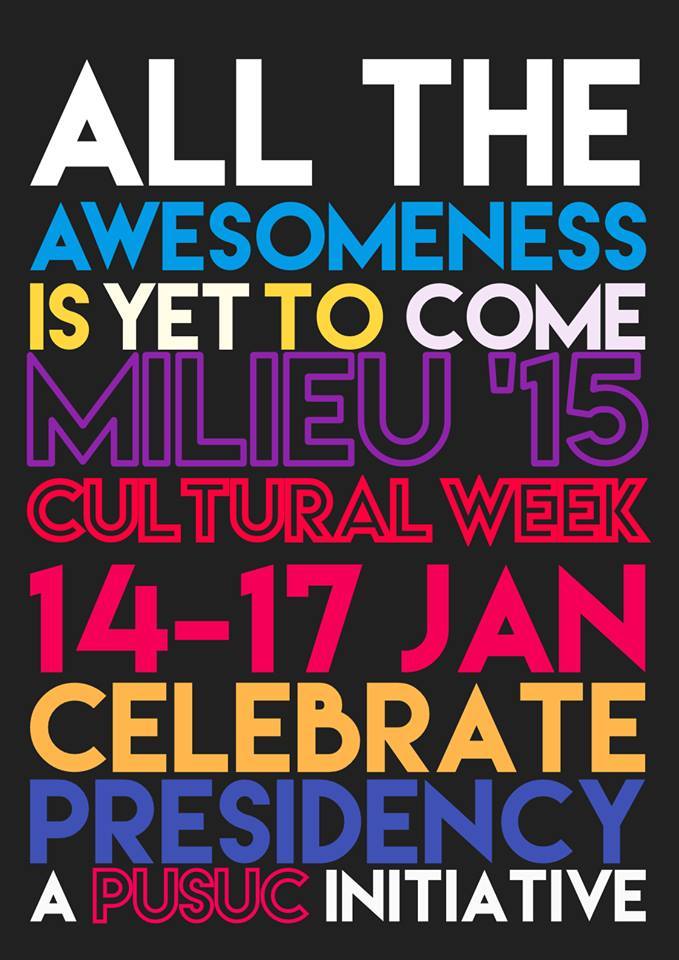 ALL THE
AWESOMENESS
IS YET TO COME
MILIEU '15
CULTURAL WEEK
14-17 JAN
CELEBRATE
PRESIDENCY
A PUSUC INITIATIVE